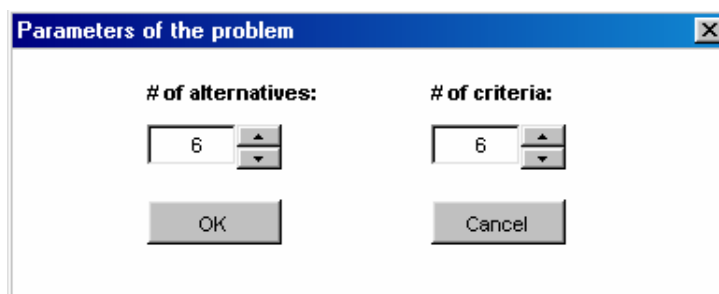 Parameters of the problem
# of alternatives: # of criteria:
6 6
OK Cancel